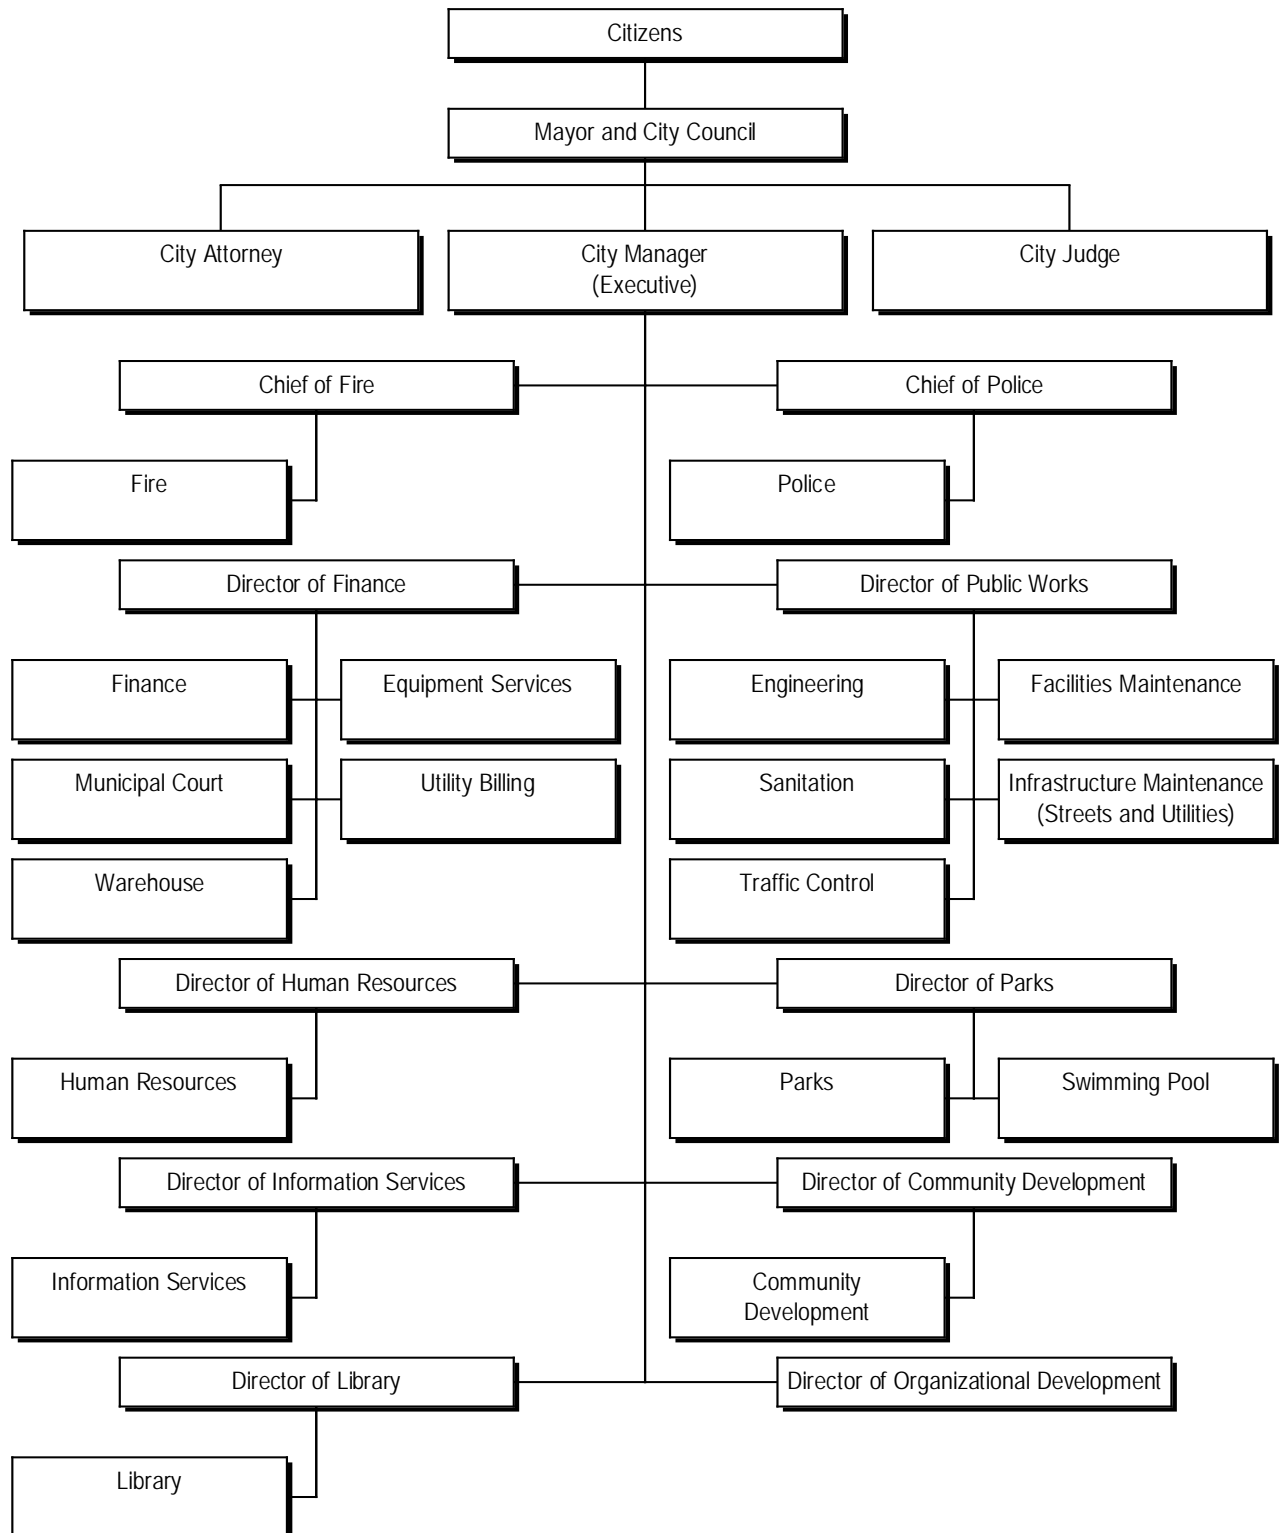 Citizens
Mayor and City Council
City Attorney
City Manager
(Executive)
City Judge
Chief of Fire
Chief of Police
Fire
Police
Director of Finance
Director of Public Works
Finance
Equipment Services
Engineering
Facilities Maintenance
Municipal Court
Utility Billing
Sanitation
Infrastructure Maintenance
(Streets and Utilities)
Warehouse
Traffic Control
Director of Human Resources
Director of Parks
Human Resources
Parks
Swimming Pool
Director of Information Services
Director of Community Development
Information Services
Community
Development
Director of Library
Director of Organizational Development
Library